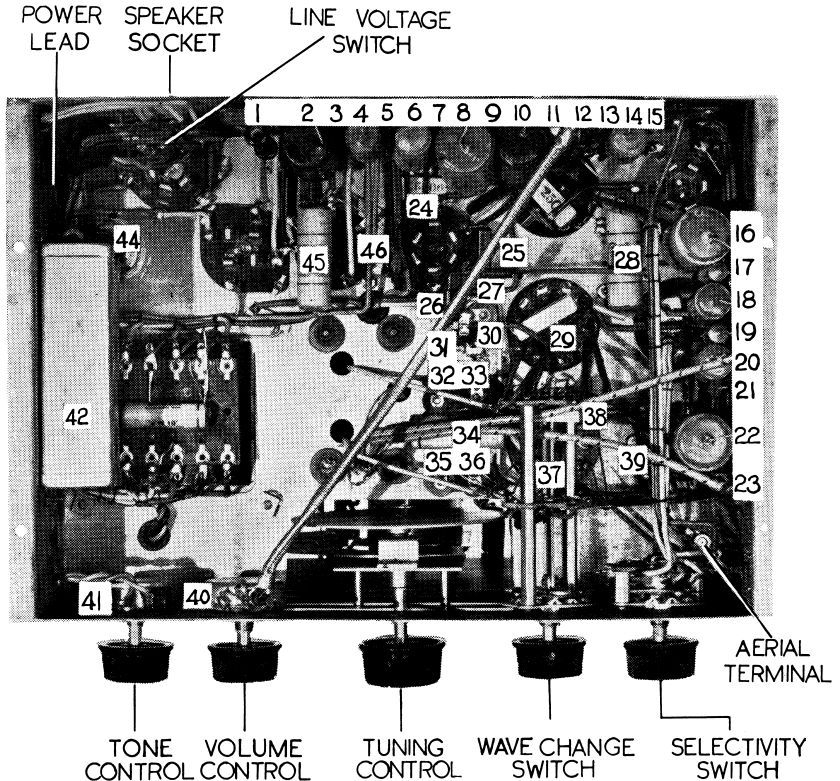 POWER LEAD
SPEAKER SOCKET
LINE VOLTAGE SWITCH
1 2 3 4 5 6 7 8 9 10 11 12 13 14 15
24
250
44
45
46
25
28
16
17
26
27
18
31
30
29
19
32 33
20
21
42
38
34
22
35 36
37
39
23
41
40
AERIAL TERMINAL
TONE CONTROL
VOLUME CONTROL
TUNING CONTROL
WAVE CHANGE SWITCH
SELECTIVITY SWITCH